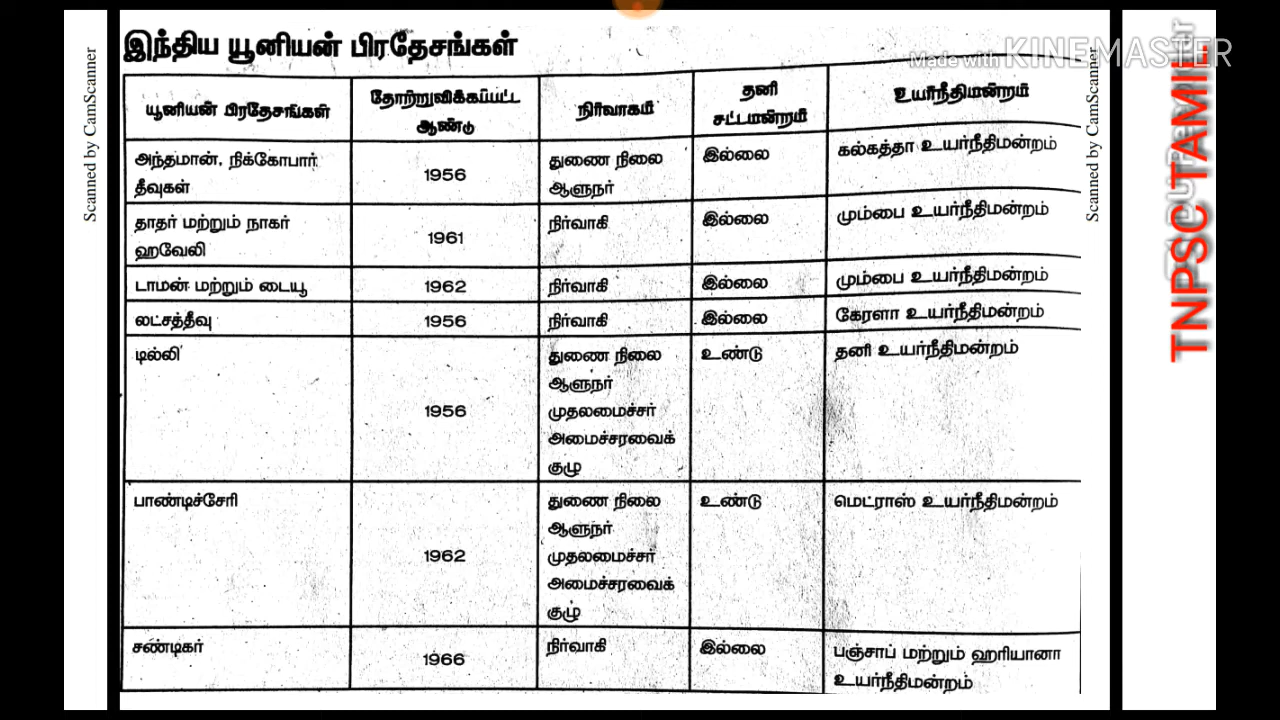 இந்திய யூனியன் பிரதேசங்கள்
Made with KINEMASTER
Scanned by CamScanner
Scanned by CamScanner
TNPSC TAMIL
யூனியன் பிரதேசங்கள் தோற்றுவிக்கப்பட்ட ஆண்டு நிர்வாகம் தனி சட்டமன்றம் உயர்நீதிமன்றம்
அந்தமான், நிக்கோபார் தீவுகள் 1956 துணை நிலை ஆளுநர் இல்லை கல்கத்தா உயர்நீதிமன்றம்
தாதர் மற்றும் நாகர் ஹவேலி 1961 நிர்வாகி இல்லை மும்பை உயர்நீதிமன்றம்
டாமன் மற்றும் டையூ 1962 நிர்வாகி இல்லை மும்பை உயர்நீதிமன்றம்
லட்சத்தீவு 1956 நிர்வாகி இல்லை கேரளா உயர்நீதிமன்றம்
டில்லி 1956 துணை நிலை ஆளுநர் முதலமைச்சர் அமைச்சரவைக் குழு உண்டு தனி உயர்நீதிமன்றம்
பாண்டிச்சேரி 1962 துணை நிலை ஆளுநர் முதலமைச்சர் அமைச்சரவைக் குழு உண்டு மெட்ராஸ் உயர்நீதிமன்றம்
சண்டிகர் 1966 நிர்வாகி இல்லை பஞ்சாப் மற்றும் ஹரியானா உயர்நீதிமன்றம்